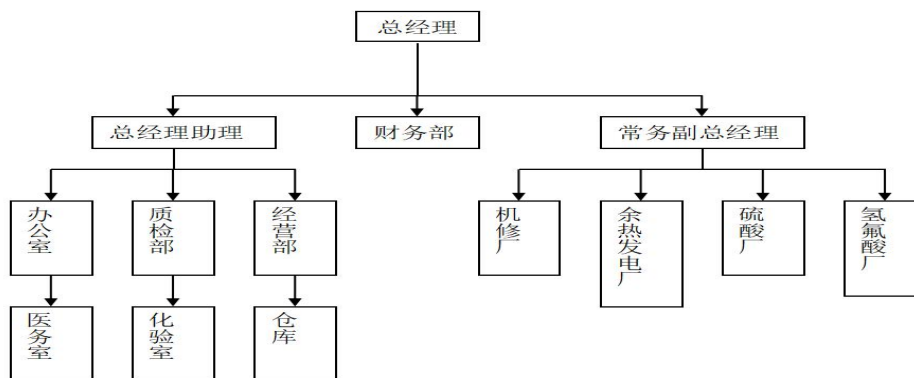 总经理
总经理助理
财务部
常务副总经理
办公室
质检部
经营部
机修厂
余热发电厂
硫酸厂
氢氟酸厂
医务室
化验室
仓库